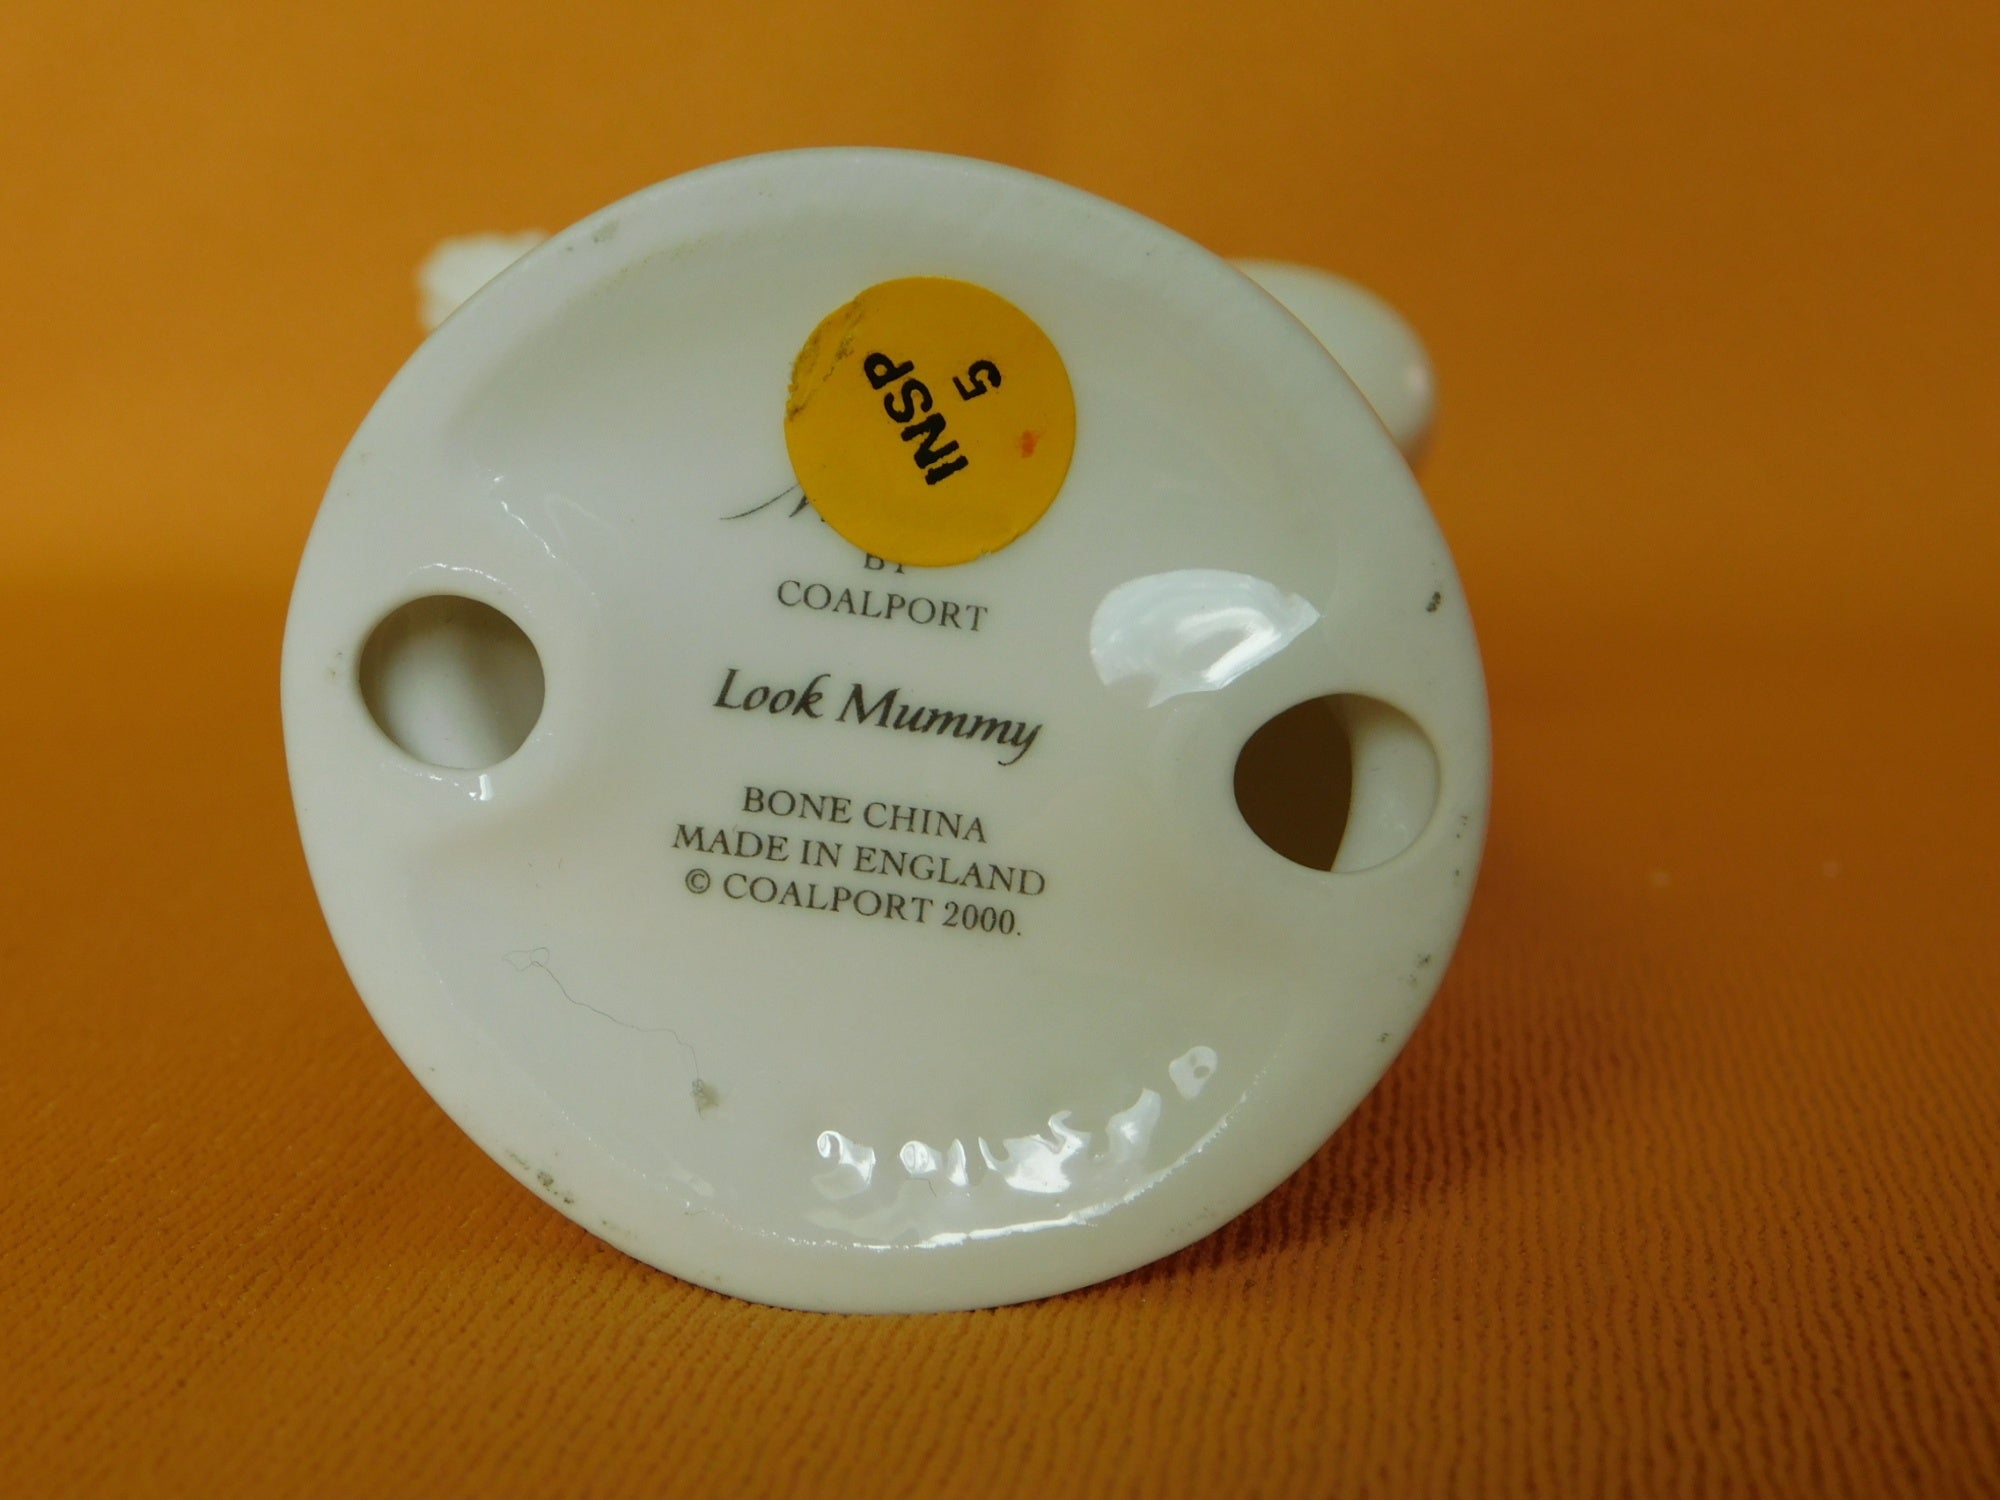 INSP
5
BY
COALPORT
Look Mummy
BONE CHINA
MADE IN ENGLAND
© COALPORT 2000.